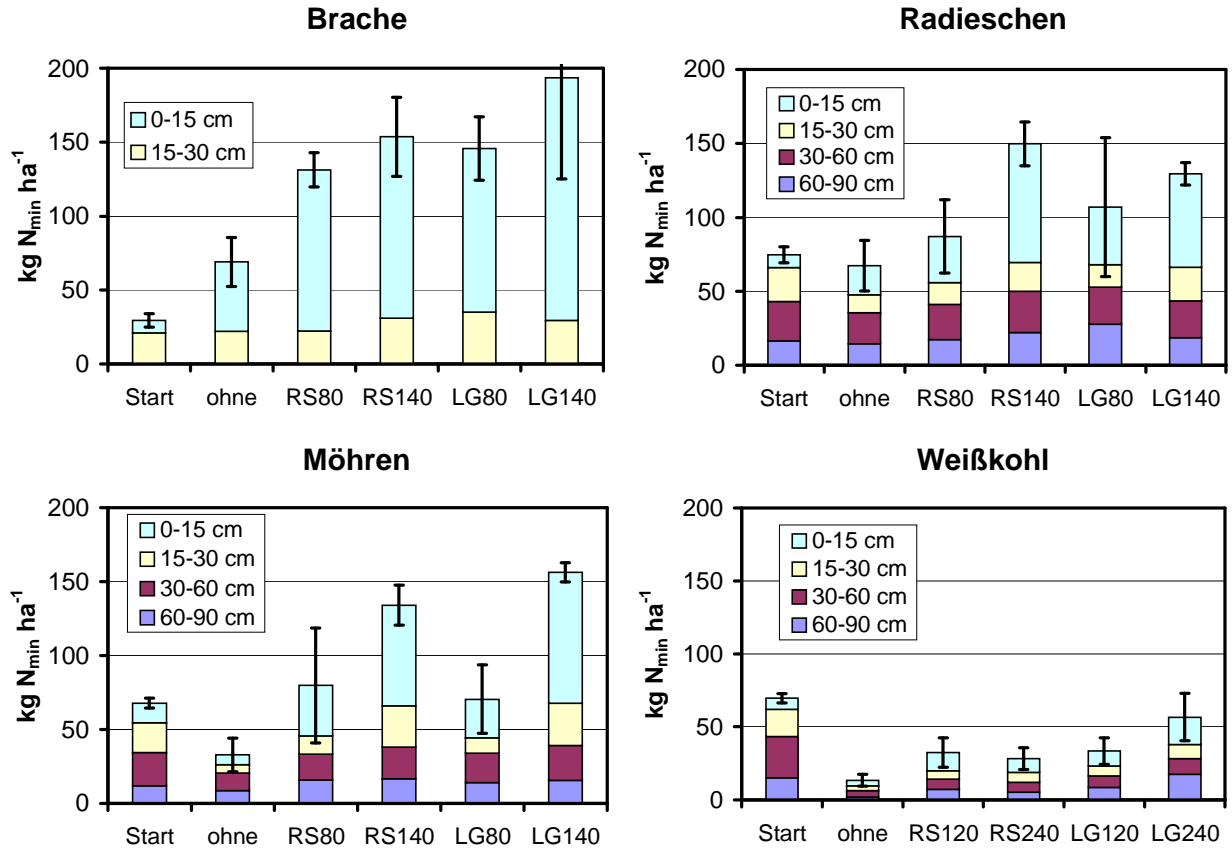 Brache
kg Nmin ha-1
200
150
100
50
0
0-15 cm
15-30 cm
Start ohne RS80 RS140 LG80 LG140
Radieschen
kg Nmin ha-1
200
150
100
50
0
0-15 cm
15-30 cm
30-60 cm
60-90 cm
Start ohne RS80 RS140 LG80 LG140
Möhren
kg Nmin ha-1
200
150
100
50
0
0-15 cm
15-30 cm
30-60 cm
60-90 cm
Start ohne RS80 RS140 LG80 LG140
Weißkohl
kg Nmin ha-1
200
150
100
50
0
0-15 cm
15-30 cm
30-60 cm
60-90 cm
Start ohne RS120 RS240 LG120 LG240